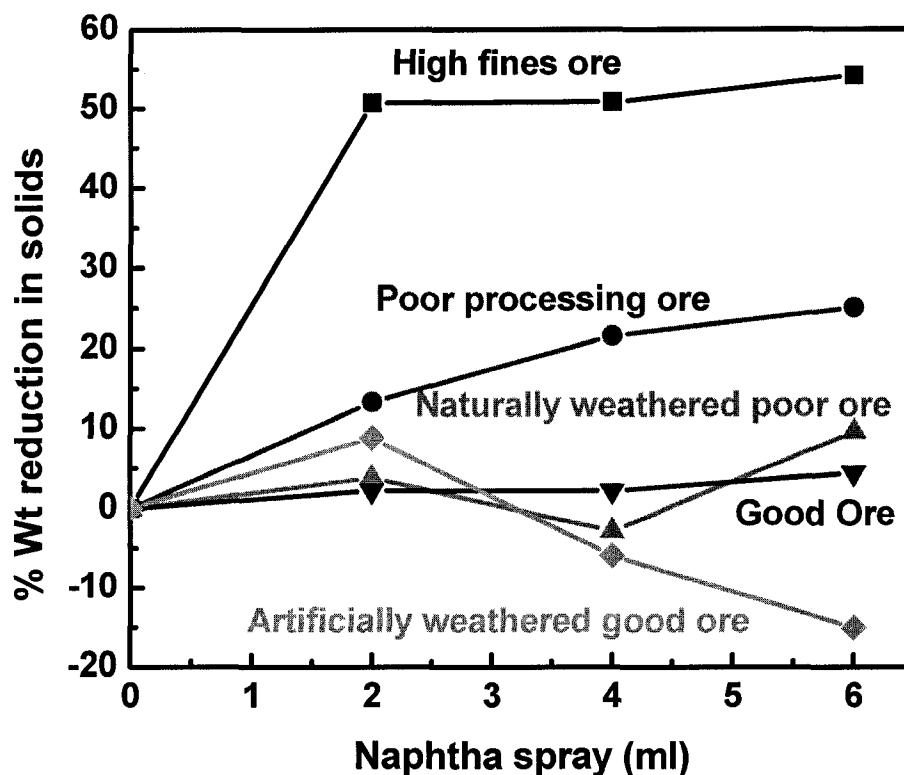 60
50
40
30
20
10
0
-10
-20
% Wt reduction in solids
High fines ore
Poor processing ore
Naturally weathered poor ore
Good Ore
Artificially weathered good ore
0 1 2 3 4 5 6
Naphtha spray (ml)